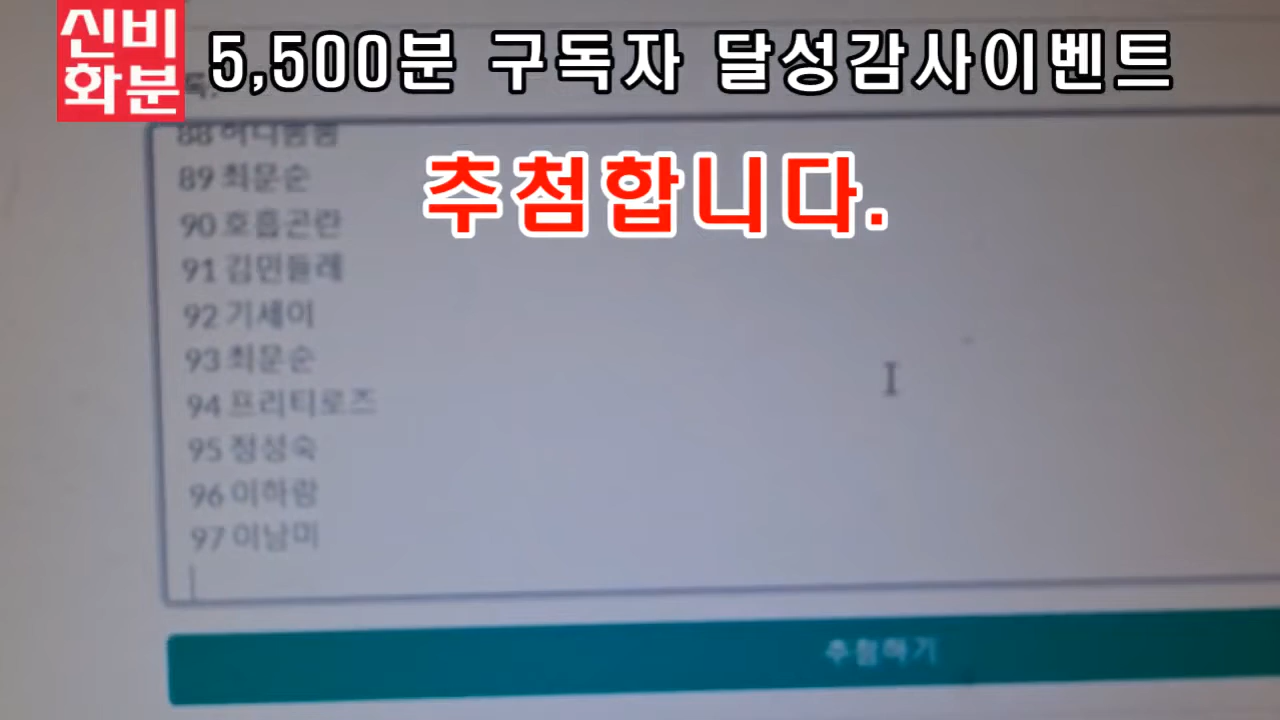 신비
화분
5,500분 구독자 달성감사이벤트
추첨합니다.
89 최문순
90 호흡곤란
91 김민들레
92 기세이
93 최문순
94 프리티로즈
95 정성숙
96 이하람
97 이남미
추첨하기